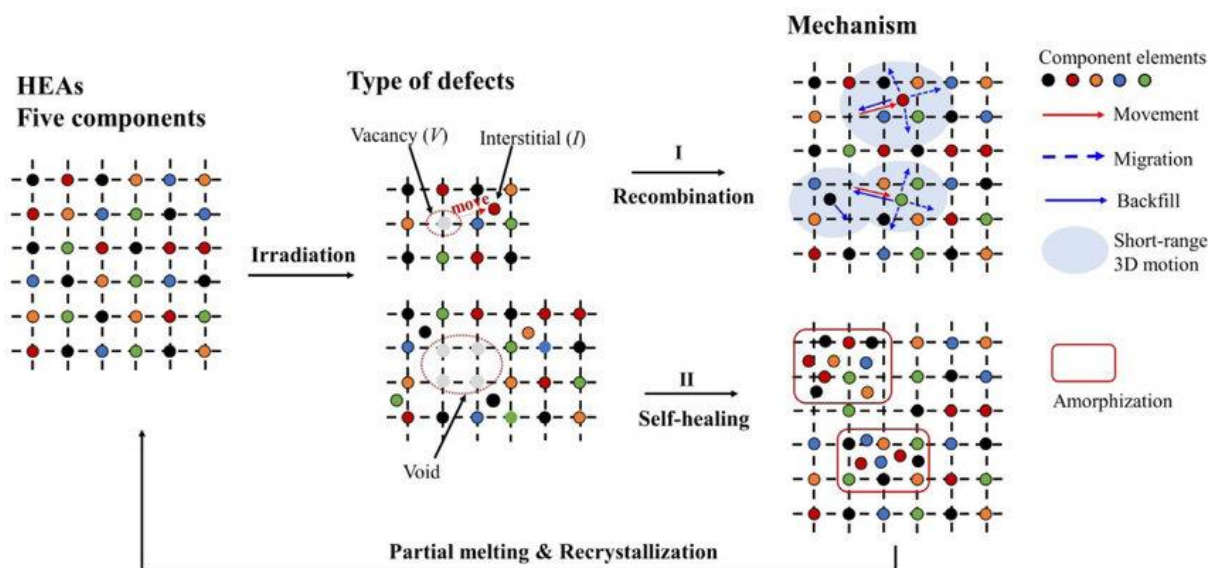 HEAs
Five components
Irradiation
Type of defects
Vacancy (V)
Interstitial (I)
move
Void
I
Recombination
II
Self-healing
Mechanism
Component elements
Movement
Migration
Backfill
Short-range
3D motion
Amorphization
Partial melting & Recrystallization